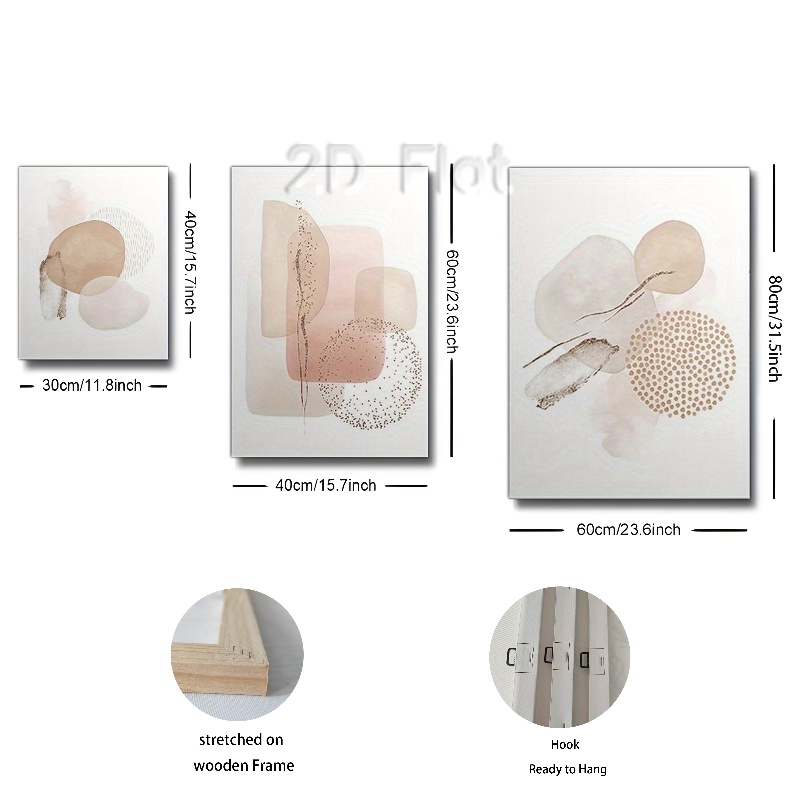 2D Flat
40cm/15.7inch
30cm/11.8inch
60cm/23.6inch
40cm/15.7inch
80cm/31.5inch
60cm/23.6inch
stretched on
wooden Frame
Hook
Ready to Hang